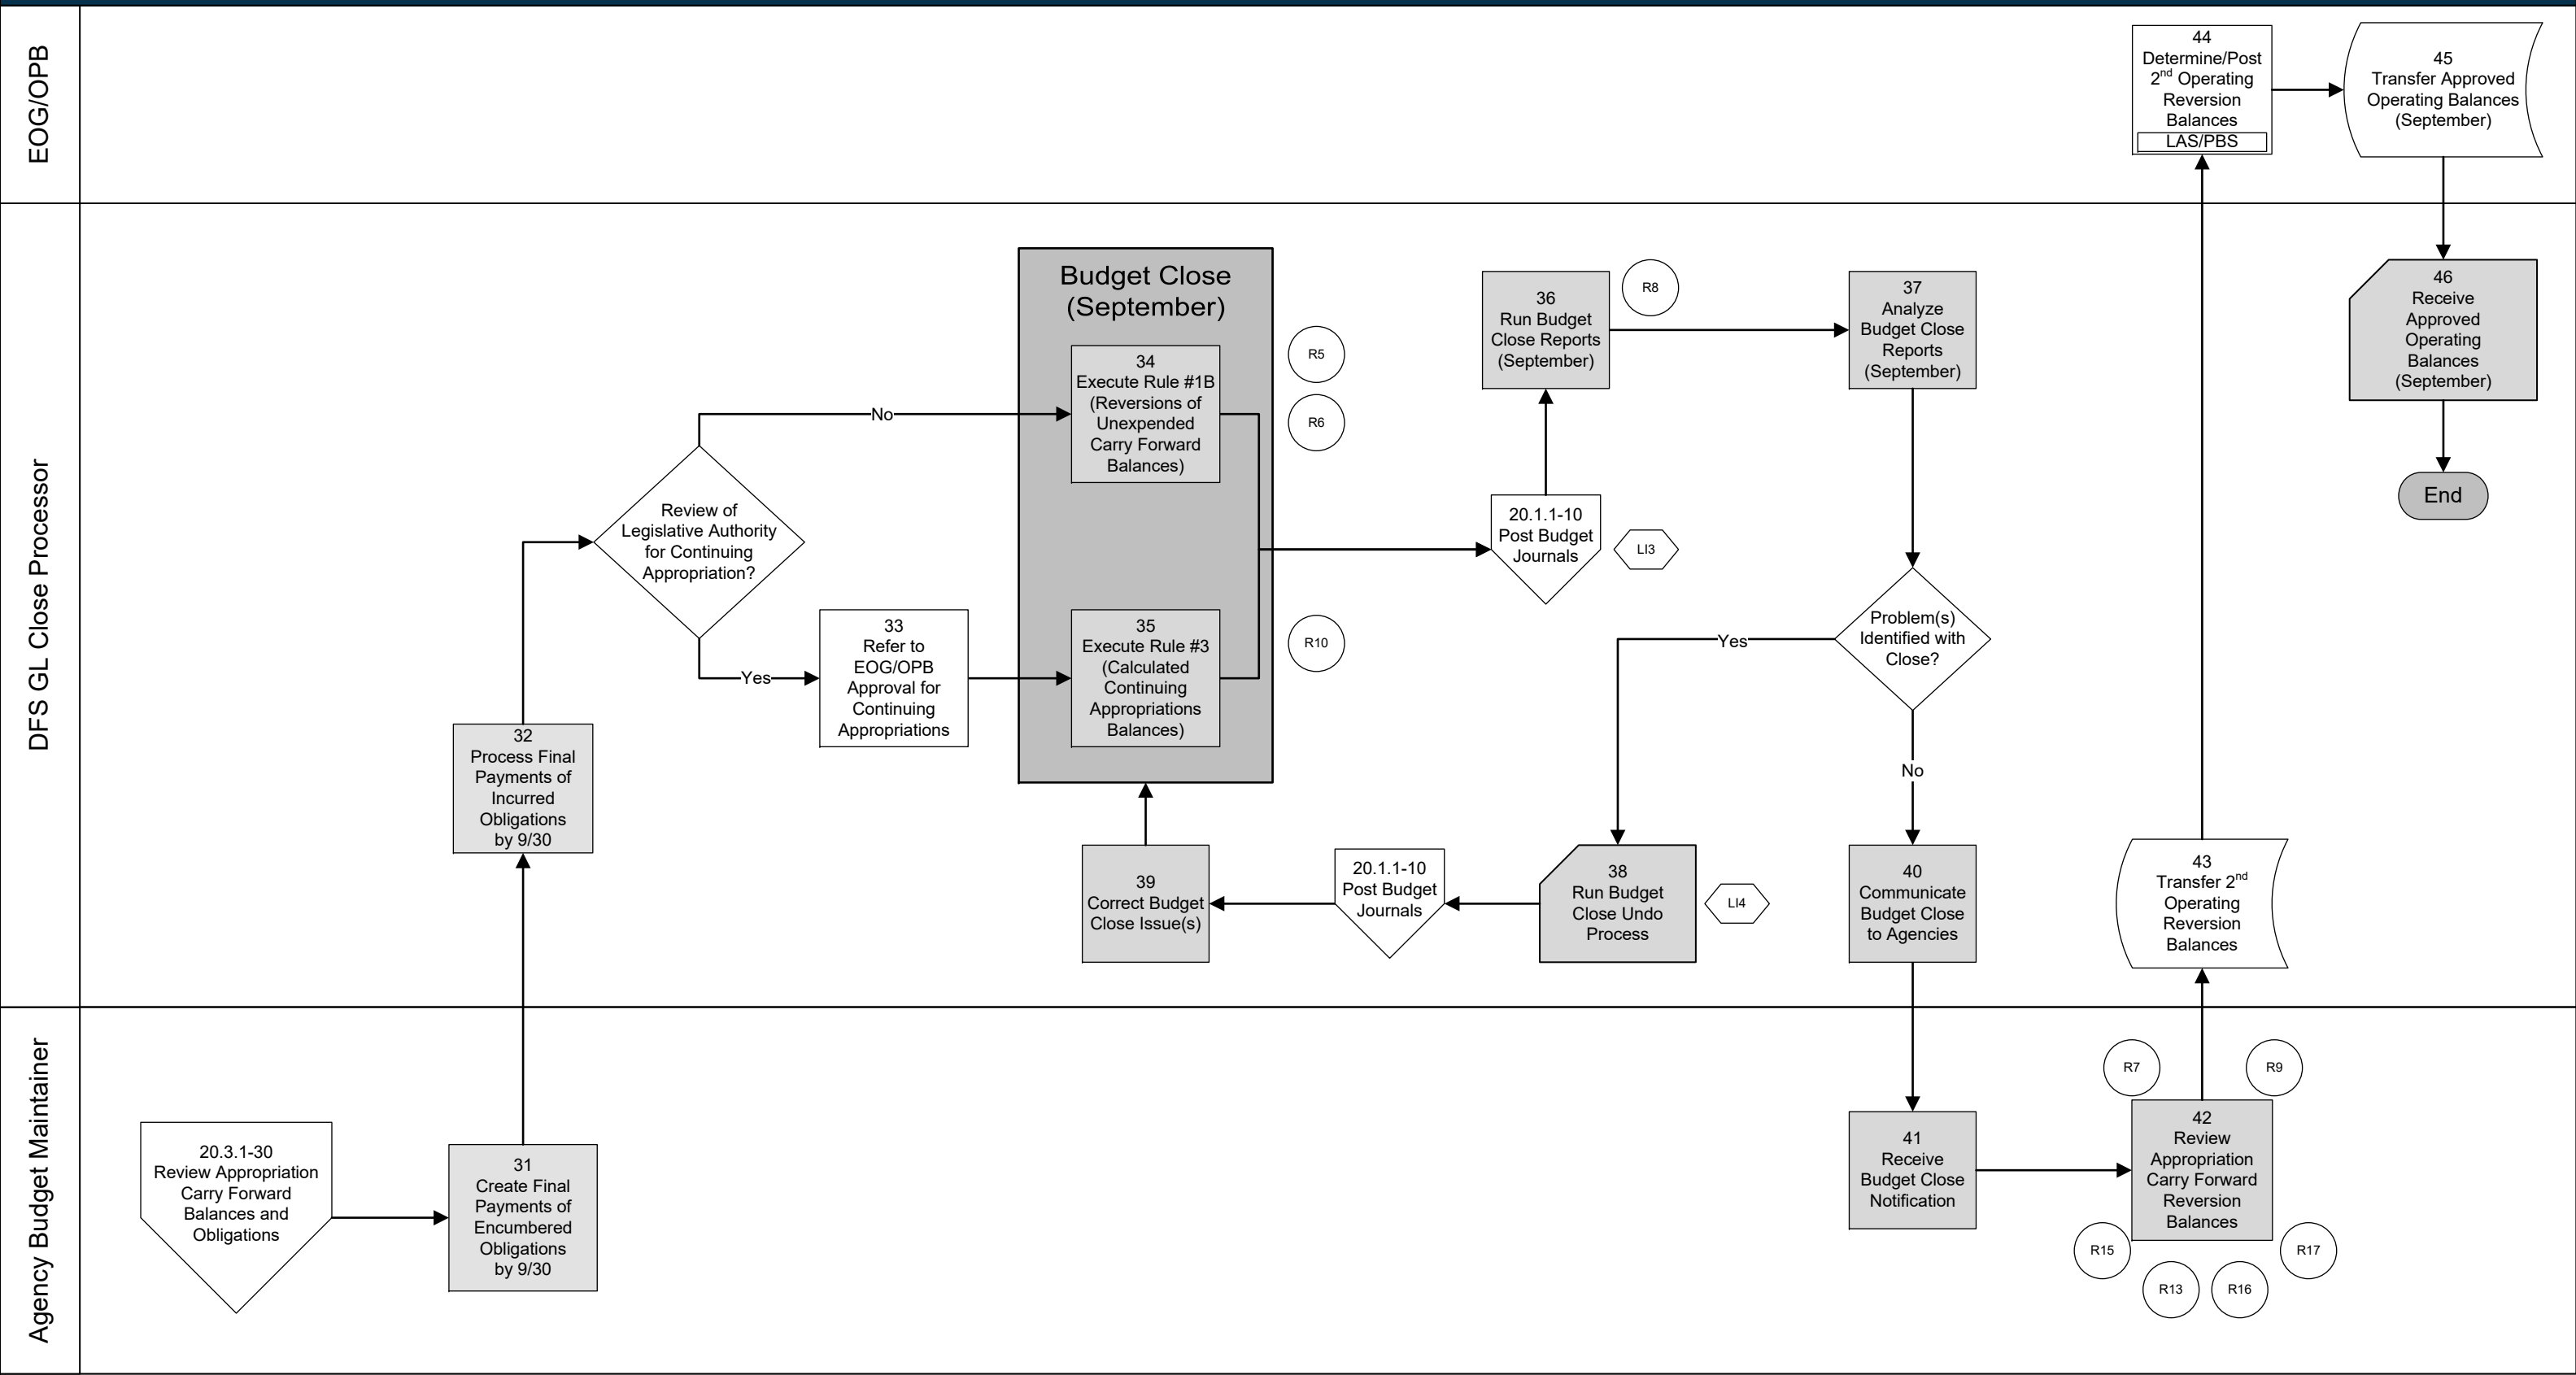 EOG/OPB
44
Determine/Post
2nd Operating
Reversion
Balances
LAS/PBS
45
Transfer Approved
Operating Balances
(September)
DFS GL Close Processor
Budget Close
(September)
34
Execute Rule #1B
(Reversions of
Unexpended
Carry Forward
Balances)
R5
R6
36
Run Budget
Close Reports
(September)
R8
37
Analyze
Budget Close
Reports
(September)
46
Receive
Approved
Operating
Balances
(September)
End
No
Review of
Legislative Authority
for Continuing
Appropriation?
Yes
33
Refer to
EOG/OPB
Approval for
Continuing
Appropriations
35
Execute Rule #3
(Calculated
Continuing
Appropriations
Balances)
R10
20.1.1-10
Post Budget
Journals
LI3
Problem(s)
Identified with
Close?
Yes
No
32
Process Final
Payments of
Incurred
Obligations
by 9/30
39
Correct Budget
Close Issue(s)
20.1.1-10
Post Budget
Journals
38
Run Budget
Close Undo
Process
LI4
40
Communicate
Budget Close
to Agencies
43
Transfer 2nd
Operating
Reversion
Balances
Agency Budget Maintainer
20.3.1-30
Review Appropriation
Carry Forward
Balances and
Obligations
31
Create Final
Payments of
Encumbered
Obligations
by 9/30
41
Receive
Budget Close
Notification
R7
R9
42
Review
Appropriation
Carry Forward
Reversion
Balances
R15
R17
R13
R16